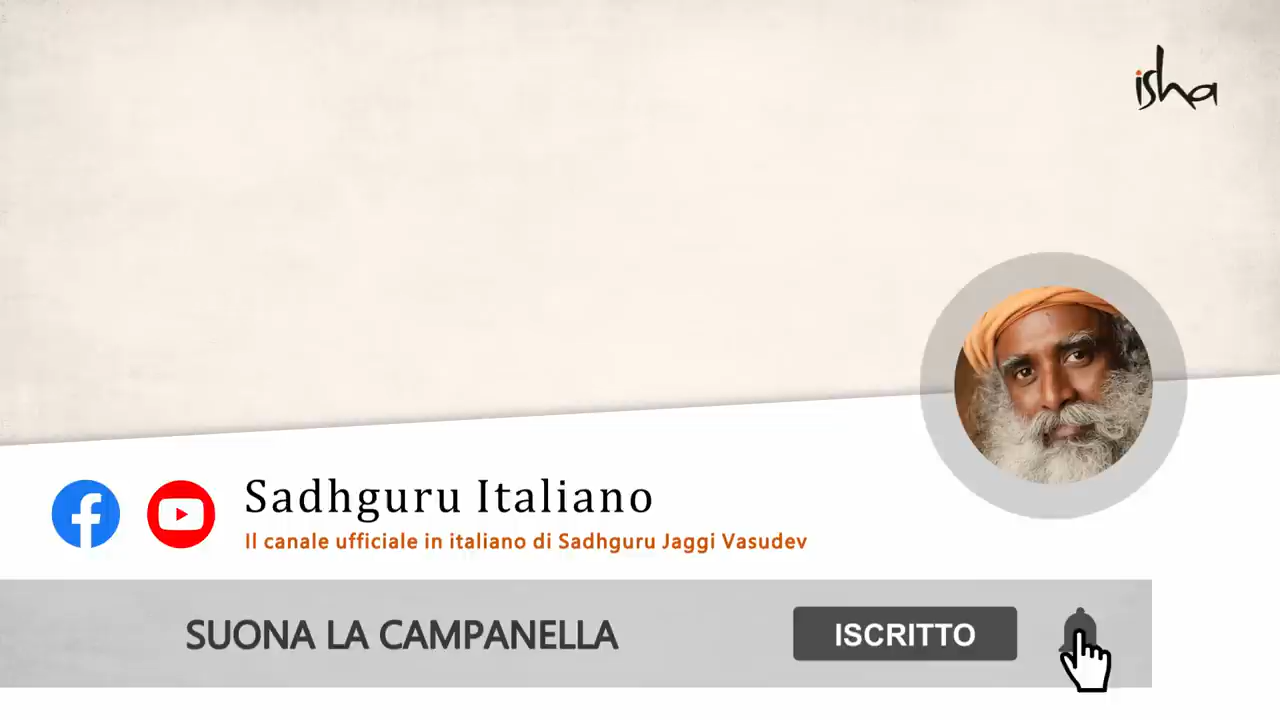 isha
Sadhguru Italiano
Il canale ufficiale in italiano di Sadhguru Jaggi Vasudev
SUONA LA CAMPANELLA
ISCRITTO